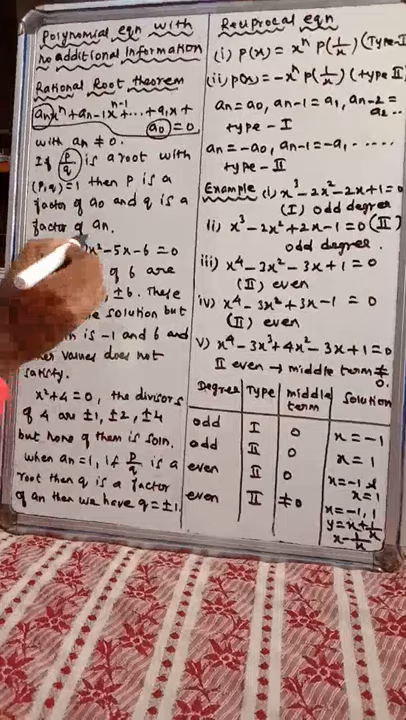 Polynomial eqn with
no additional Information
Rational Root theorem
aₙxⁿ + aₙ₋₁xⁿ⁻¹ + ... + a₁x +
a₀ = 0
with aₙ ≠ 0.
If p/q is a root with
(p,q)=1 then p is a
factor of a₀ and q is a
factor of aₙ.
x² - 5x - 6 = 0
of 6 are
±6. These
solution but
is -1 and 6 and
values does not
satisfy.
x² + 4 = 0, the divisors
of 4 are ±1, ±2, ±4
but none of them is soln.
when aₙ = 1, if p/q is a
root then q is a factor
of aₙ then we have q = ±1.
Reciprocal eqn
(i) P(x) = xⁿ P(1/x) (Type-I
(ii) P(x) = -xⁿ P(1/x) (type II)
aₙ = a₀, aₙ₋₁ = a₁, aₙ₋₂ =
a₂..
type - I
aₙ = -a₀, aₙ₋₁ = -a₁ .....
type - II
Example (i) x³ - 2x² - 2x + 1 = 0
(I) odd degree
ii) x³ - 2x² + 2x - 1 = 0 (II)
odd degree.
iii) x⁴ - 3x² - 3x + 1 = 0
(I) even
iv) x⁴ - 3x² + 3x - 1 = 0
(II) even
v) x⁴ - 3x³ + 4x² - 3x + 1 = 0
II even → middle term ≠
0.
Degree Type middle term Solution
odd I 0 x = -1
odd II 0 x = 1
even II 0 x = -1 & x = 1
even II ≠0 x = -1, 1
y = x + 1/x
x - 1/x